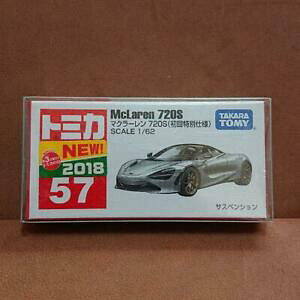 トミカ
NEW!
2018
57
McLaren 720S
マクラーレン 720S(初回特別仕様)
SCALE 1/62
TAKARA
TOMY
サスペンション